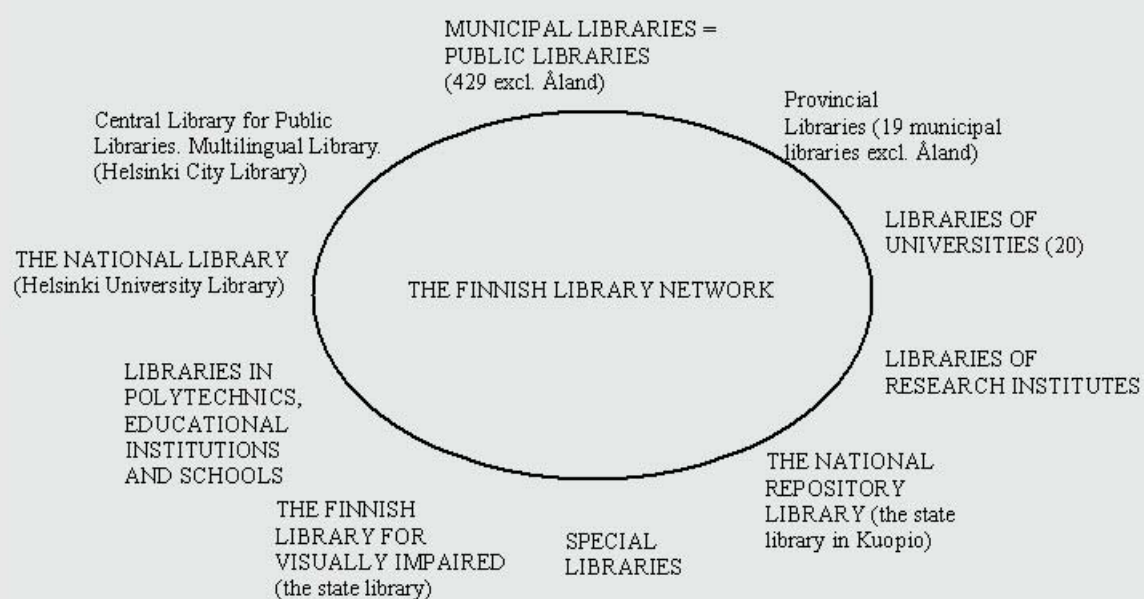 MUNICIPAL LIBRARIES =
PUBLIC LIBRARIES
(429 excl. Åland)
Provincial
Libraries (19 municipal
libraries excl. Åland)
Central Library for Public
Libraries. Multilingual Library.
(Helsinki City Library)
LIBRARIES OF
UNIVERSITIES (20)
THE NATIONAL LIBRARY
(Helsinki University Library)
THE FINNISH LIBRARY NETWORK
LIBRARIES OF
RESEARCH INSTITUTES
LIBRARIES IN
POLYTECHNICS,
EDUCATIONAL
INSTITUTIONS
AND SCHOOLS
THE NATIONAL
REPOSITORY
LIBRARY (the state
library in Kuopio)
THE FINNISH
LIBRARY FOR
VISUALLY IMPAIRED
(the state library)
SPECIAL
LIBRARIES